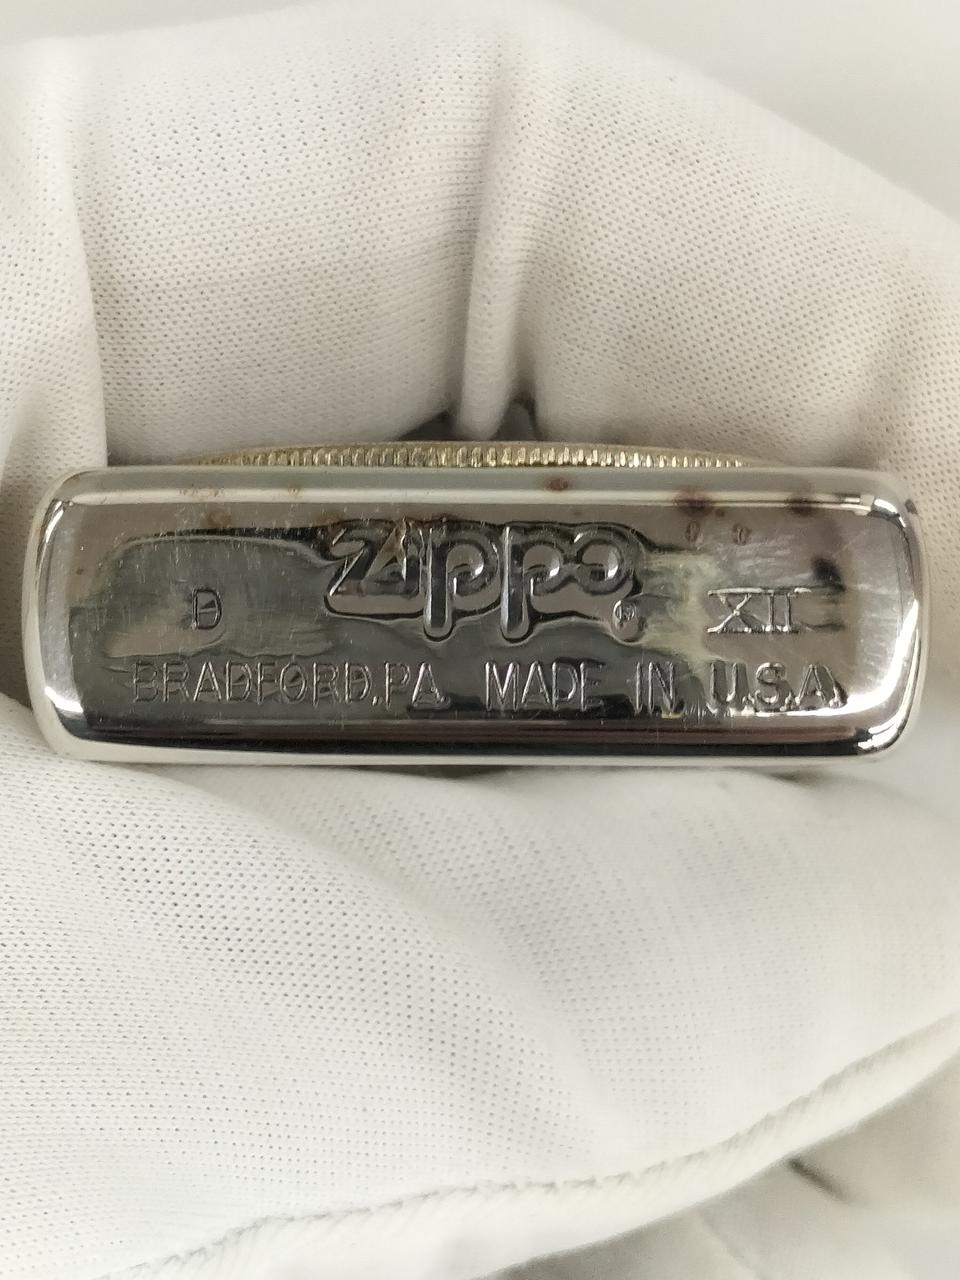 D Zippo ® XII
BRADFORD,PA MADE IN U.S.A.